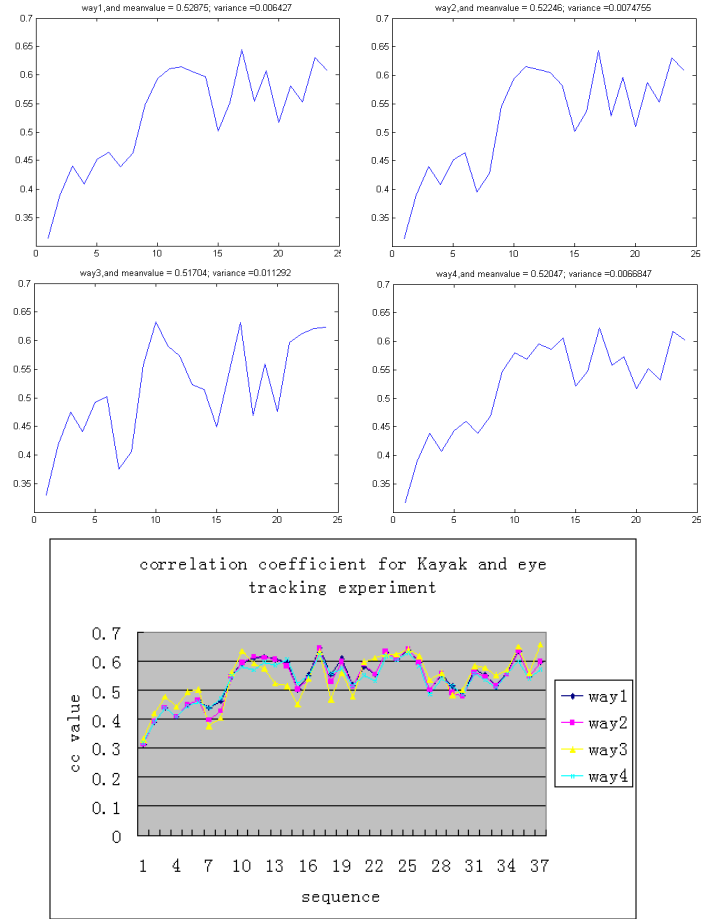 way1,and meanvalue = 0.52875; variance =0.006427
0.7
0.65
0.6
0.55
0.5
0.45
0.4
0.35
0 5 10 15 20 25
way2,and meanvalue = 0.52246; variance =0.0074755
0.7
0.65
0.6
0.55
0.5
0.45
0.4
0.35
0 5 10 15 20 25
way3,and meanvalue = 0.51704; variance =0.011292
0.7
0.65
0.6
0.55
0.5
0.45
0.4
0.35
0 5 10 15 20 25
way4,and meanvalue = 0.52047; variance =0.0066847
0.7
0.65
0.6
0.55
0.5
0.45
0.4
0.35
0 5 10 15 20 25
correlation coefficient for Kayak and eye
tracking experiment
cc value
0.7
0.6
0.5
0.4
0.3
0.2
0.1
0
1 4 7 10 13 16 19 22 25 28 31 34 37
sequence
way1
way2
way3
way4